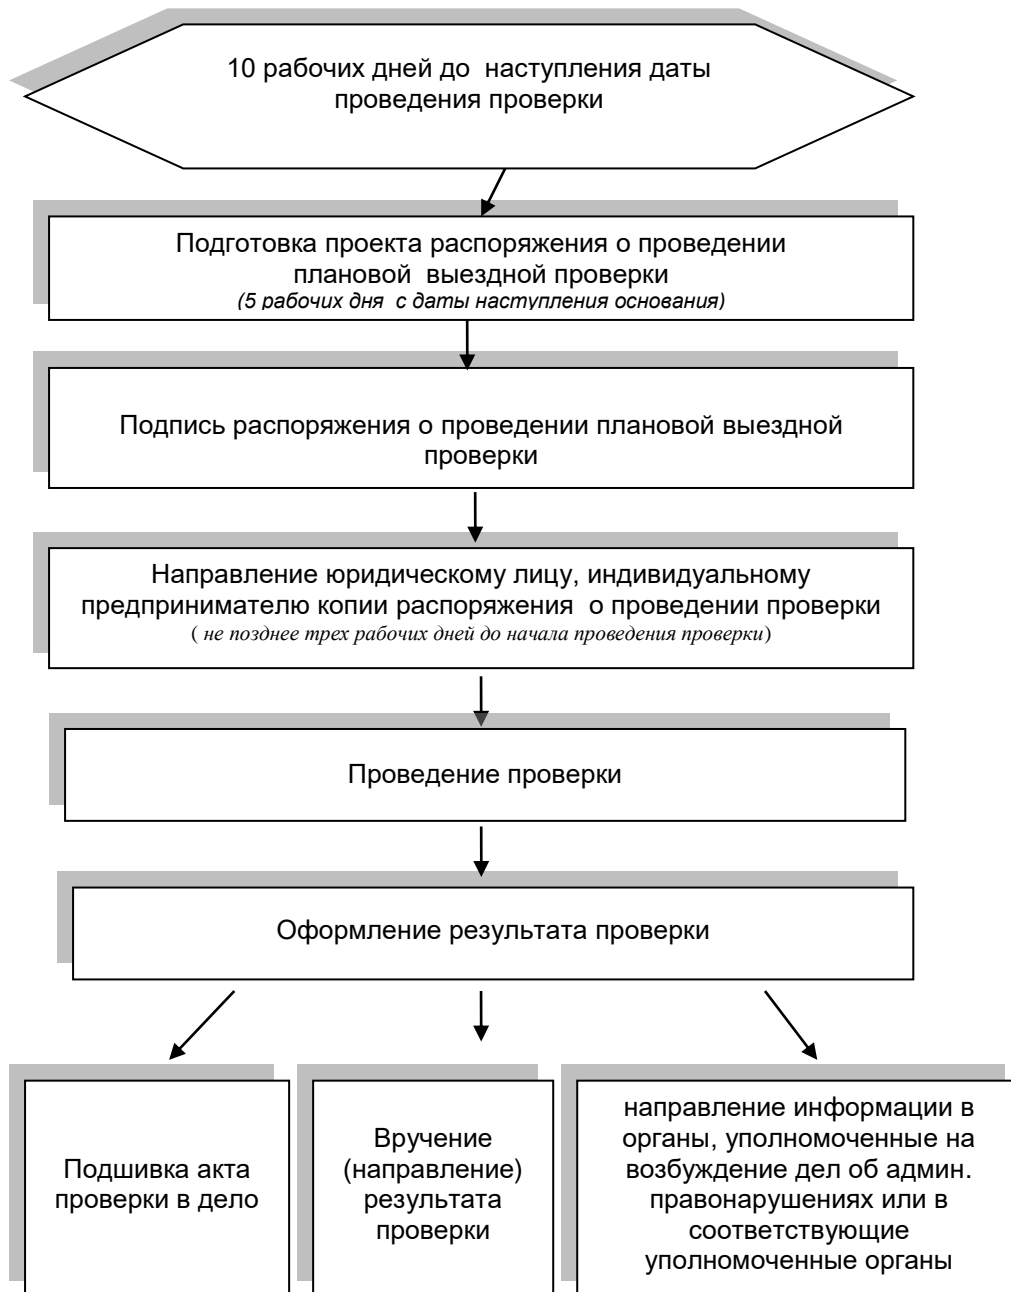 10 рабочих дней до наступления даты
проведения проверки
Подготовка проекта распоряжения о проведении
плановой выездной проверки
(5 рабочих дня с даты наступления основания)
Подпись распоряжения о проведении плановой выездной
проверки
Направление юридическому лицу, индивидуальному
предпринимателю копии распоряжения о проведении проверки
( не позднее трех рабочих дней до начала проведения проверки)
Проведение проверки
Оформление результата проверки
Подшивка акта
проверки в дело
Вручение
(направление)
результата
проверки
направление информации в
органы, уполномоченные на
возбуждение дел об админ.
правонарушениях или в
соответствующие
уполномоченные органы